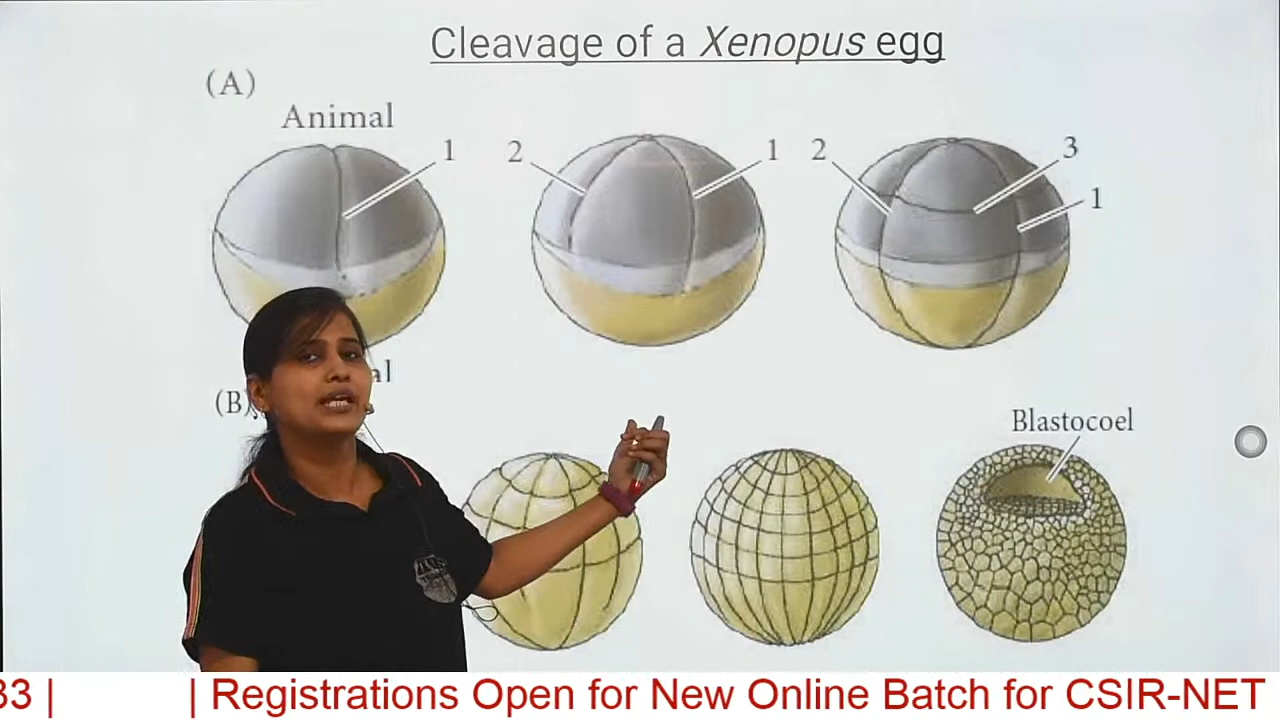 Cleavage of a Xenopus egg
(A)
Animal
1
2
1
2
3
1
al
(B)
Blastocoel
33 | | Registrations Open for New Online Batch for CSIR-NET